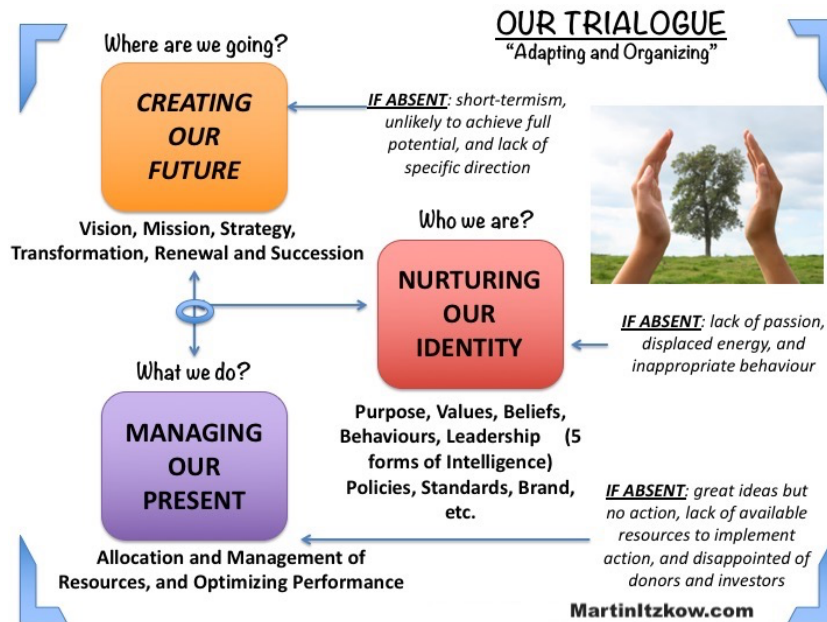 OUR TRIALOGUE
“Adapting and Organizing”
Where are we going?
CREATING
OUR
FUTURE
IF ABSENT: short-termism,
unlikely to achieve full
potential, and lack of
specific direction
Vision, Mission, Strategy,
Transformation, Renewal and Succession
Who we are?
NURTURING
OUR
IDENTITY
IF ABSENT: lack of passion,
displaced energy, and
inappropriate behaviour
Purpose, Values, Beliefs,
Behaviours, Leadership (5
forms of Intelligence)
Policies, Standards, Brand,
etc.
What we do?
MANAGING
OUR
PRESENT
IF ABSENT: great ideas but
no action, lack of available
resources to implement
action, and disappointed of
donors and investors
Allocation and Management of
Resources, and Optimizing Performance
MartinItzkow.com